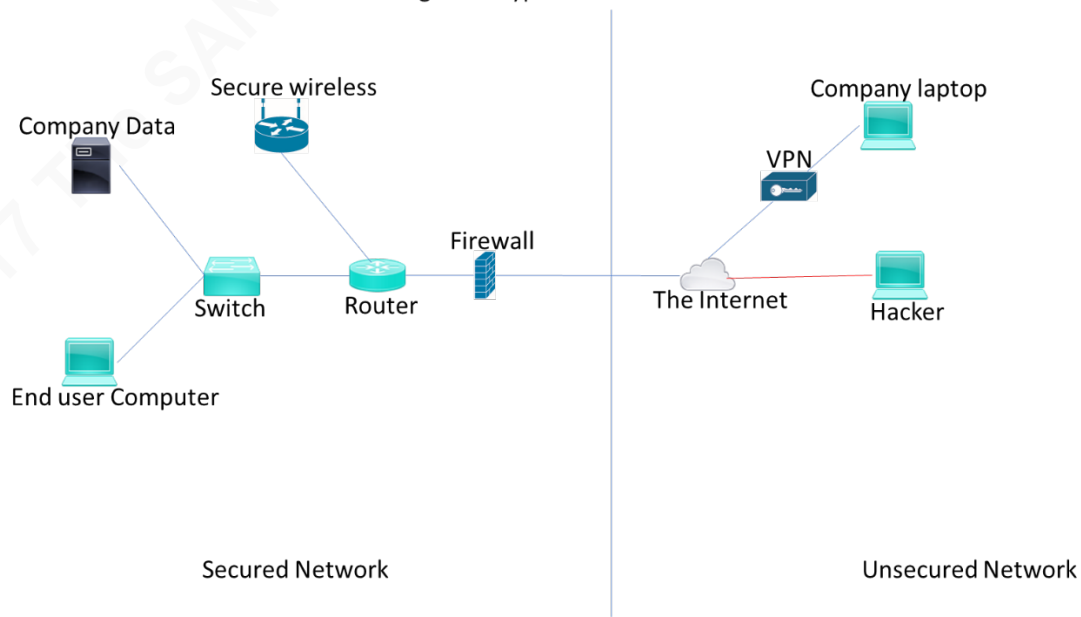 Secure wireless
Company Data
Company laptop
VPN
Firewall
Switch
Router
The Internet
Hacker
End user Computer
Secured Network
Unsecured Network